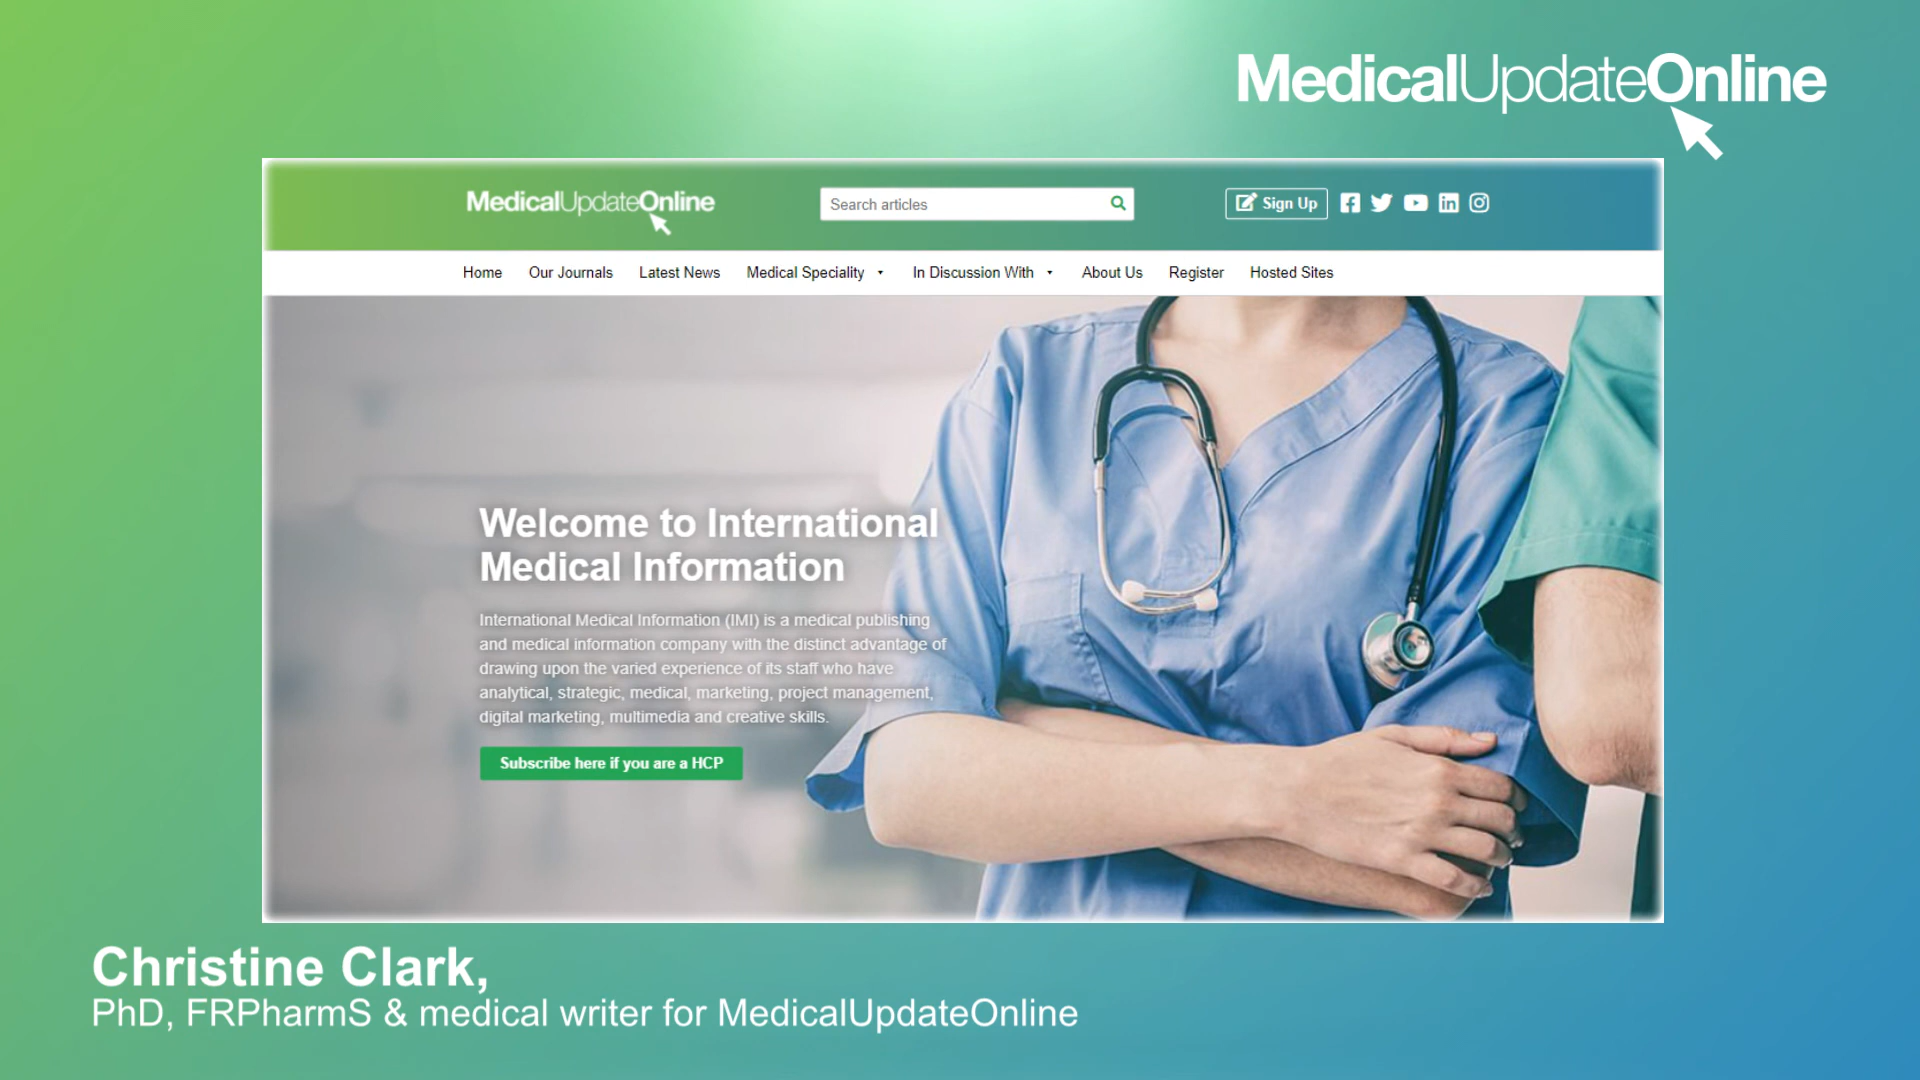 MedicalUpdateOnline
MedicalUpdateOnline
Search articles
Sign Up
Home Our Journals Latest News Medical Speciality In Discussion With About Us Register Hosted Sites
Welcome to International
Medical Information
International Medical Information (IMI) is a medical publishing
and medical information company with the distinct advantage of
drawing upon the varied experience of its staff who have
analytical, strategic, medical, marketing, project management,
digital marketing, multimedia and creative skills.
Subscribe here if you are a HCP
Christine Clark,
PhD, FRPharmS & medical writer for MedicalUpdateOnline